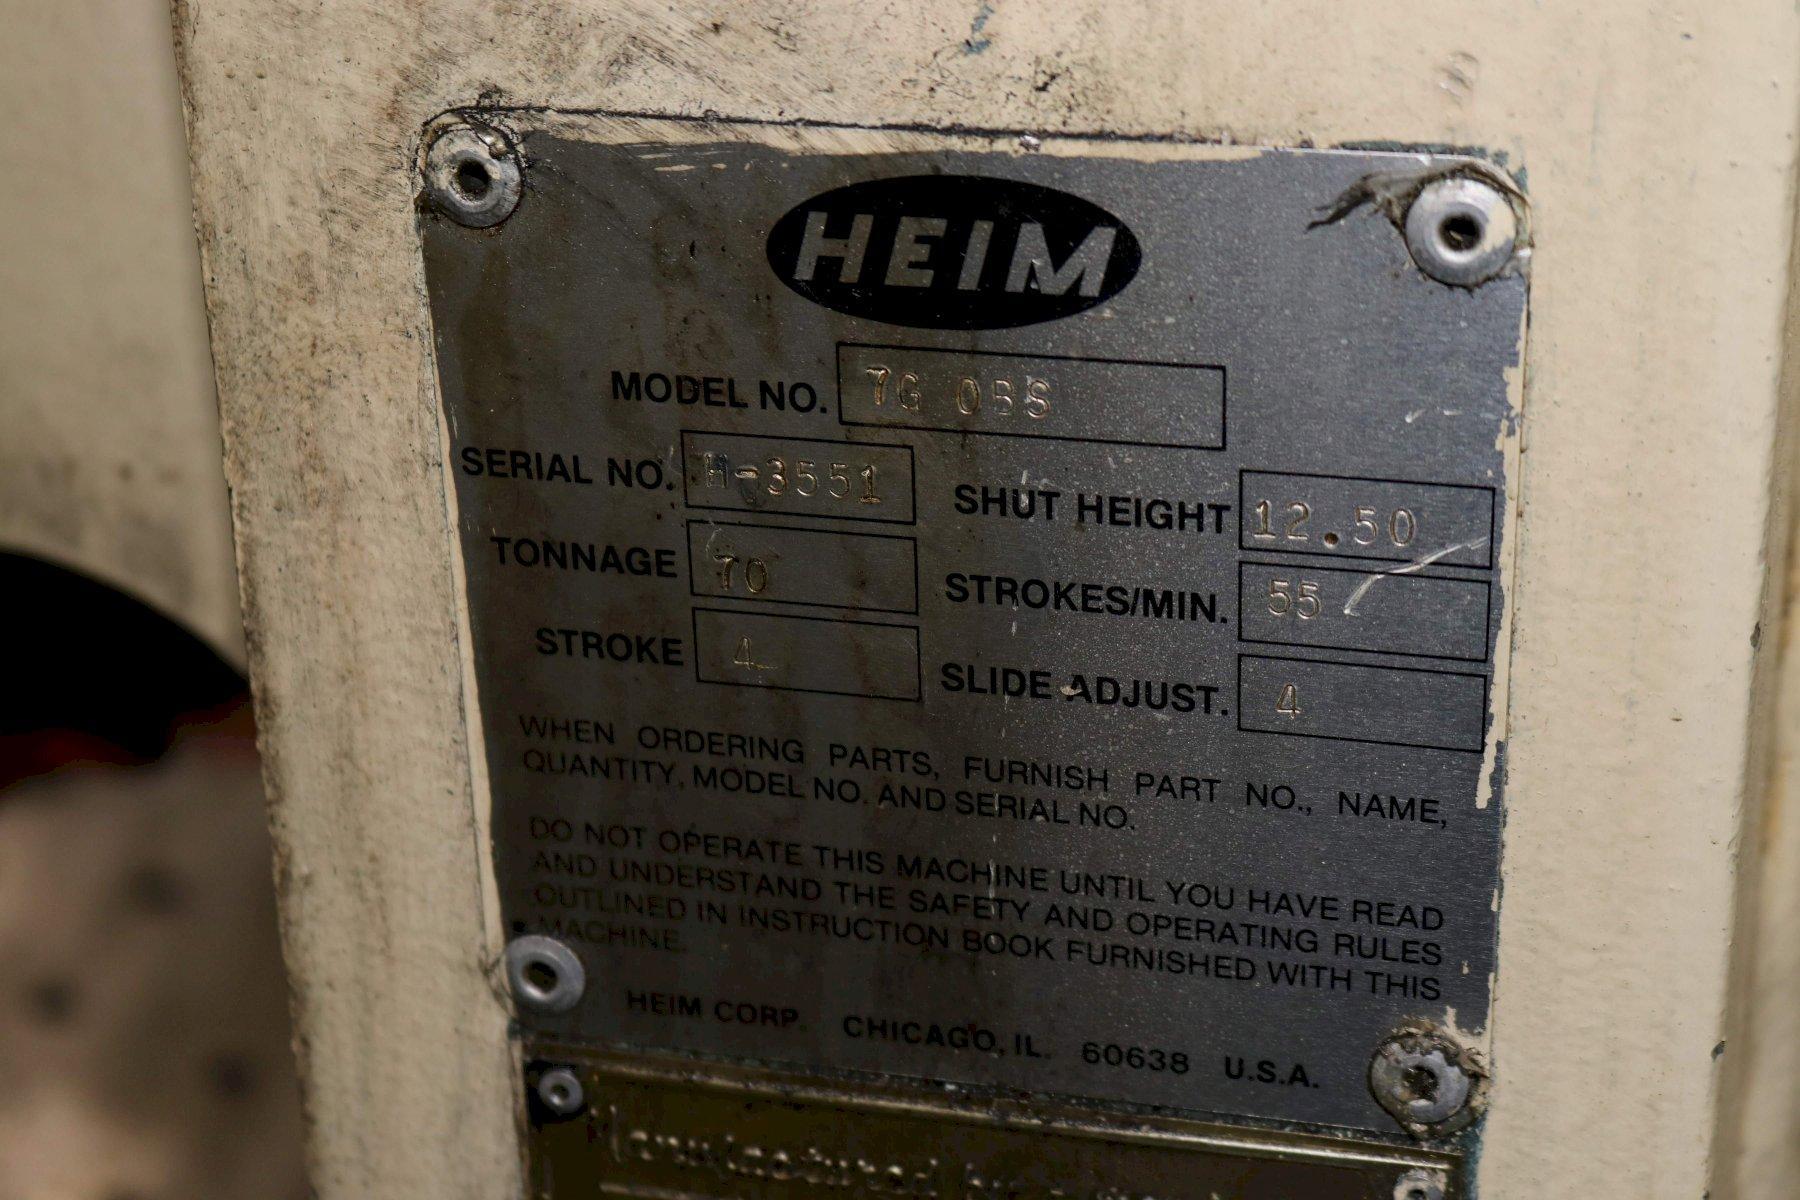 HEIM
MODEL NO. 7G OBS
SERIAL NO. H-3551
SHUT HEIGHT 12.50
TONNAGE 70
STROKES/MIN. 55
STROKE 4
SLIDE ADJUST. 4
WHEN ORDERING PARTS, FURNISH PART NO., NAME,
QUANTITY, MODEL NO. AND SERIAL NO.
DO NOT OPERATE THIS MACHINE UNTIL YOU HAVE READ
AND UNDERSTAND THE SAFETY AND OPERATING RULES
OUTLINED IN INSTRUCTION BOOK FURNISHED WITH THIS
MACHINE.
HEIM CORP. CHICAGO, IL. 60638 U.S.A.
Manufactured by